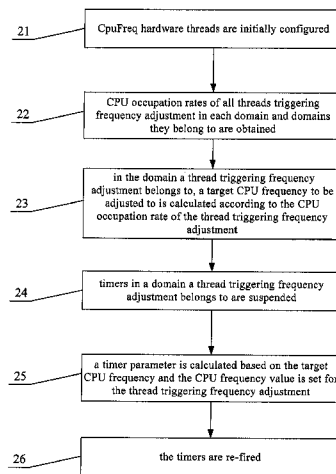 21
CpuFreq hardware threads are initially configured
22
CPU occupation rates of all threads triggering
frequency adjustment in each domain and domains
they belong to are obtained
23
in the domain a thread triggering frequency
adjustment belongs to, a target CPU frequency to be
adjusted to is calculated according to the CPU
occupation rate of the thread triggering frequency
adjustment
24
timers in a domain a thread triggering frequency
adjustment belongs to are suspended
25
a timer parameter is calculated based on the target
CPU frequency and the CPU frequency value is set for
the thread triggering frequency adjustment
26
the timers are re-fired